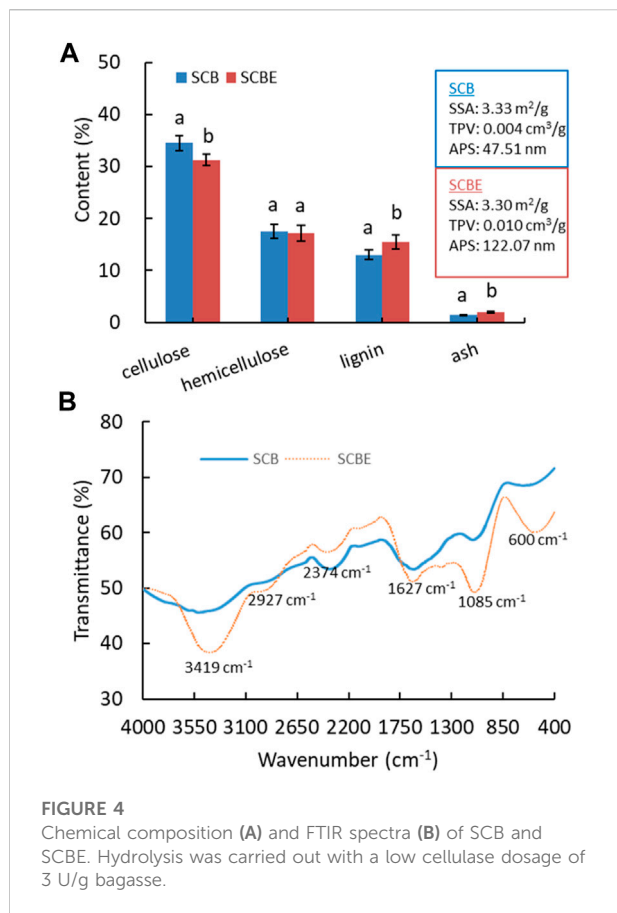 A
50
40
30
20
10
0
Content (%)
SCB SCBE
a b
a a
a b
a b
cellulose
hemicellulose
lignin
ash
SCB
SSA: 3.33 m²/g
TPV: 0.004 cm³/g
APS: 47.51 nm
SCBE
SSA: 3.30 m²/g
TPV: 0.010 cm³/g
APS: 122.07 nm
B
80
70
60
50
40
30
Transmittance (%)
SCB SCBE
3419 cm⁻¹
2927 cm⁻¹
2374 cm⁻¹
1627 cm⁻¹
1085 cm⁻¹
600 cm⁻¹
4000 3550 3100 2650 2200 1750 1300 850 400
Wavenumber (cm⁻¹)
FIGURE 4
Chemical composition (A) and FTIR spectra (B) of SCB and
SCBE. Hydrolysis was carried out with a low cellulase dosage of
3 U/g bagasse.